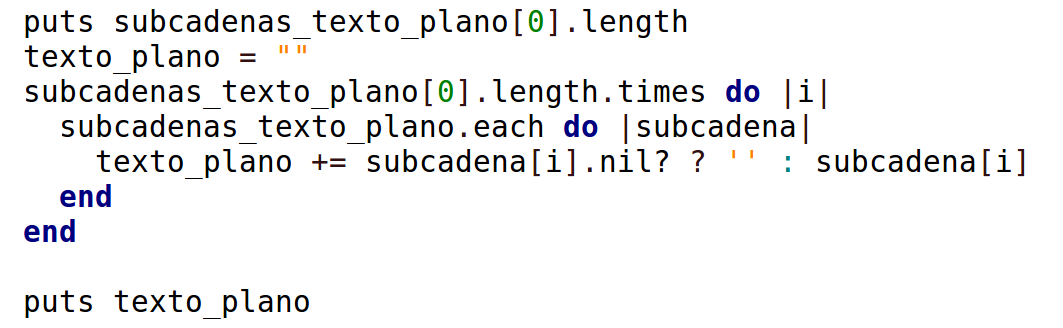 puts subcadenas_texto_plano[0].length
texto_plano = ""
subcadenas_texto_plano[0].length.times do |i|
  subcadenas_texto_plano.each do |subcadena|
    texto_plano += subcadena[i].nil? ? '' : subcadena[i]
  end
end

puts texto_plano